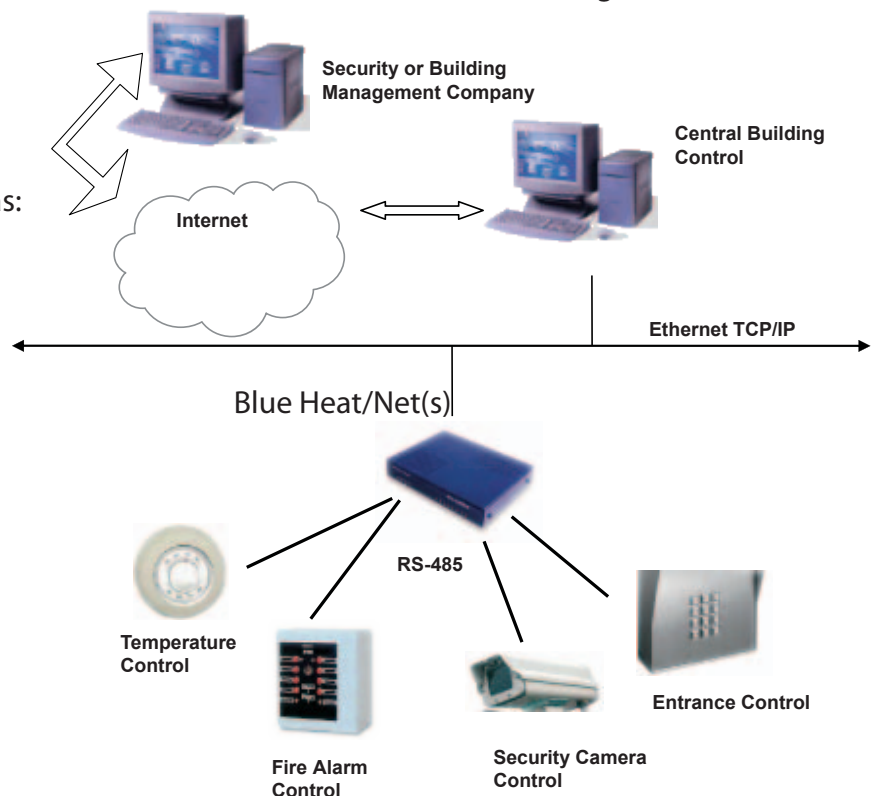 Security or Building
Management Company
Central Building
Control
ns:
Internet
Ethernet TCP/IP
Blue Heat/Net(s)
RS-485
Temperature
Control
Entrance Control
Fire Alarm
Control
Security Camera
Control